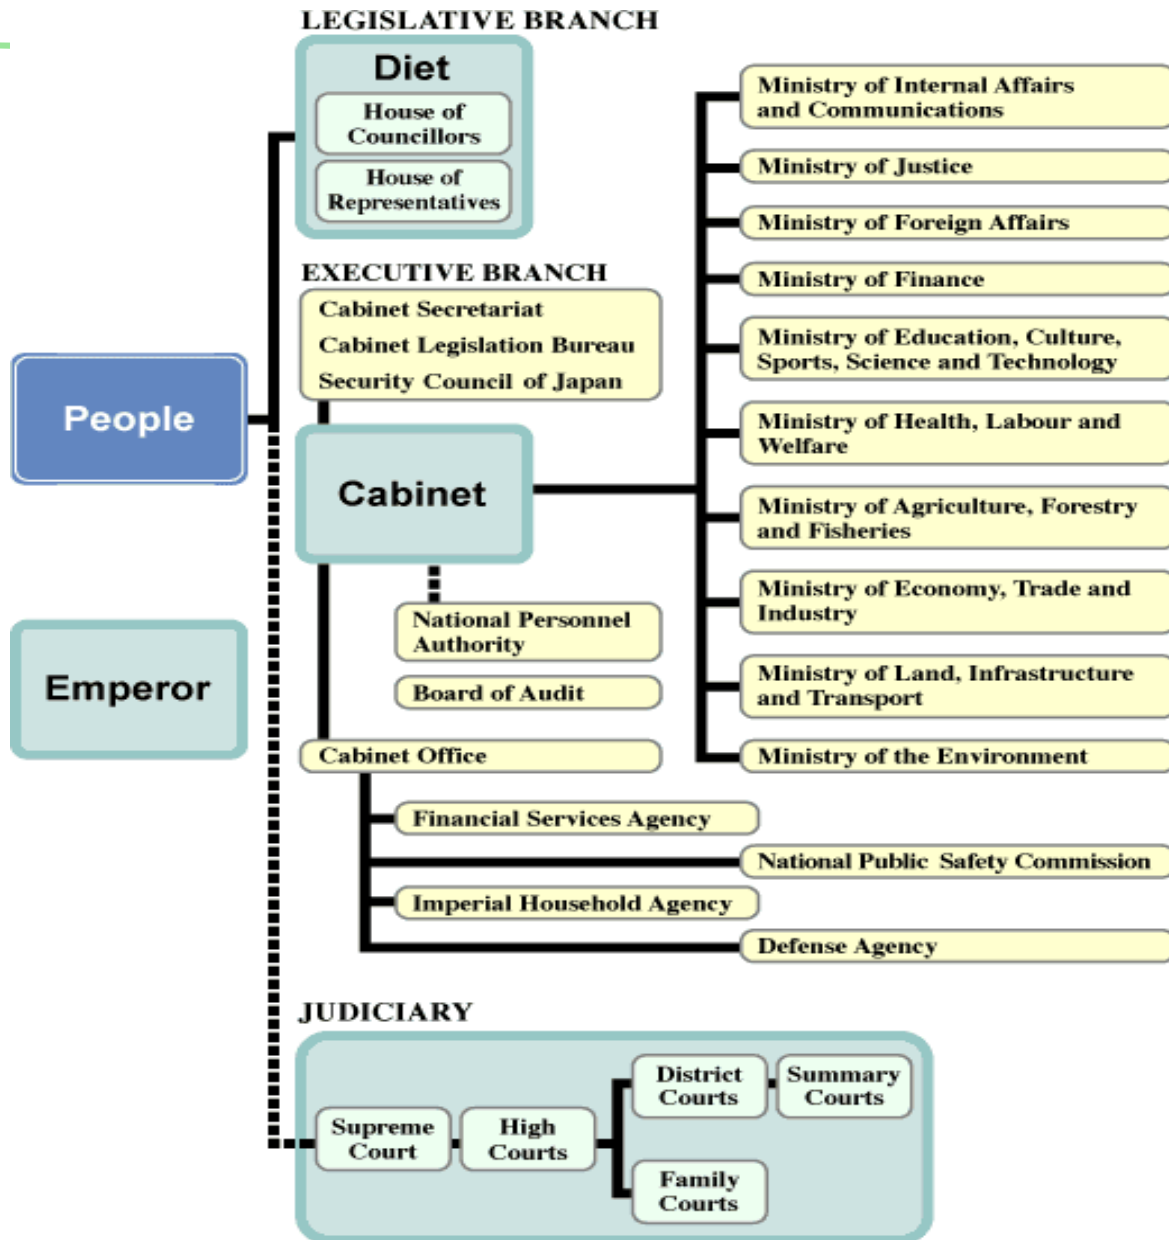 LEGISLATIVE BRANCH
Diet
House of
Councillors
House of
Representatives
EXECUTIVE BRANCH
Cabinet Secretariat
Cabinet Legislation Bureau
Security Council of Japan
People
Cabinet
National Personnel
Authority
Board of Audit
Emperor
Cabinet Office
Financial Services Agency
National Public Safety Commission
Imperial Household Agency
Defense Agency
Ministry of Internal Affairs
and Communications
Ministry of Justice
Ministry of Foreign Affairs
Ministry of Finance
Ministry of Education, Culture,
Sports, Science and Technology
Ministry of Health, Labour and
Welfare
Ministry of Agriculture, Forestry
and Fisheries
Ministry of Economy, Trade and
Industry
Ministry of Land, Infrastructure
and Transport
Ministry of the Environment
JUDICIARY
Supreme
Court
High
Courts
District
Courts
Summary
Courts
Family
Courts